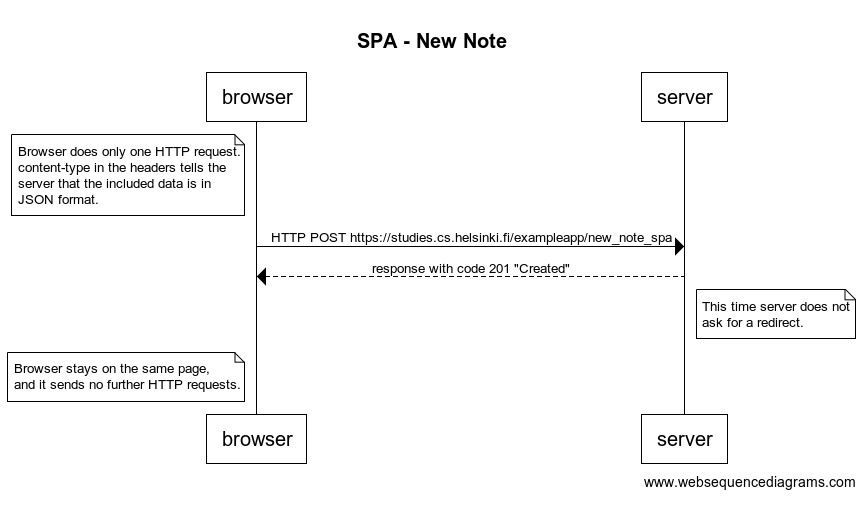 SPA - New Note
browser
server
Browser does only one HTTP request.
content-type in the headers tells the
server that the included data is in
JSON format.
HTTP POST https://studies.cs.helsinki.fi/exampleapp/new_note_spa
response with code 201 "Created"
This time server does not
ask for a redirect.
Browser stays on the same page,
and it sends no further HTTP requests.
browser
server
www.websequencediagrams.com